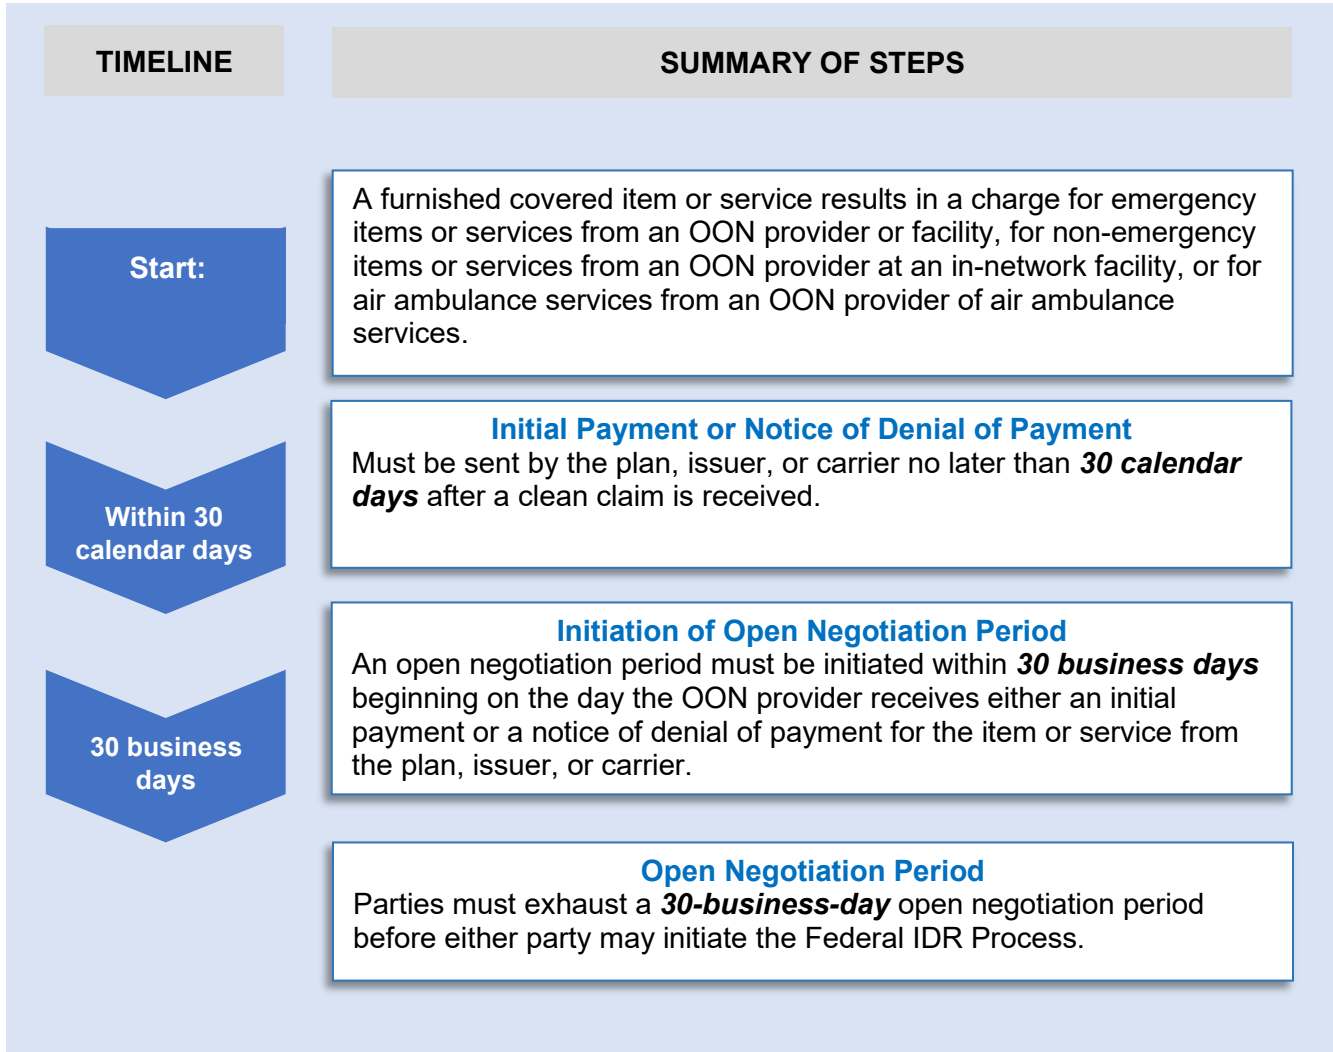 TIMELINE
SUMMARY OF STEPS
Start:
A furnished covered item or service results in a charge for emergency
items or services from an OON provider or facility, for non-emergency
items or services from an OON provider at an in-network facility, or for
air ambulance services from an OON provider of air ambulance
services.
Within 30
calendar days
Initial Payment or Notice of Denial of Payment
Must be sent by the plan, issuer, or carrier no later than 30 calendar
days after a clean claim is received.
30 business
days
Initiation of Open Negotiation Period
An open negotiation period must be initiated within 30 business days
beginning on the day the OON provider receives either an initial
payment or a notice of denial of payment for the item or service from
the plan, issuer, or carrier.
Open Negotiation Period
Parties must exhaust a 30-business-day open negotiation period
before either party may initiate the Federal IDR Process.